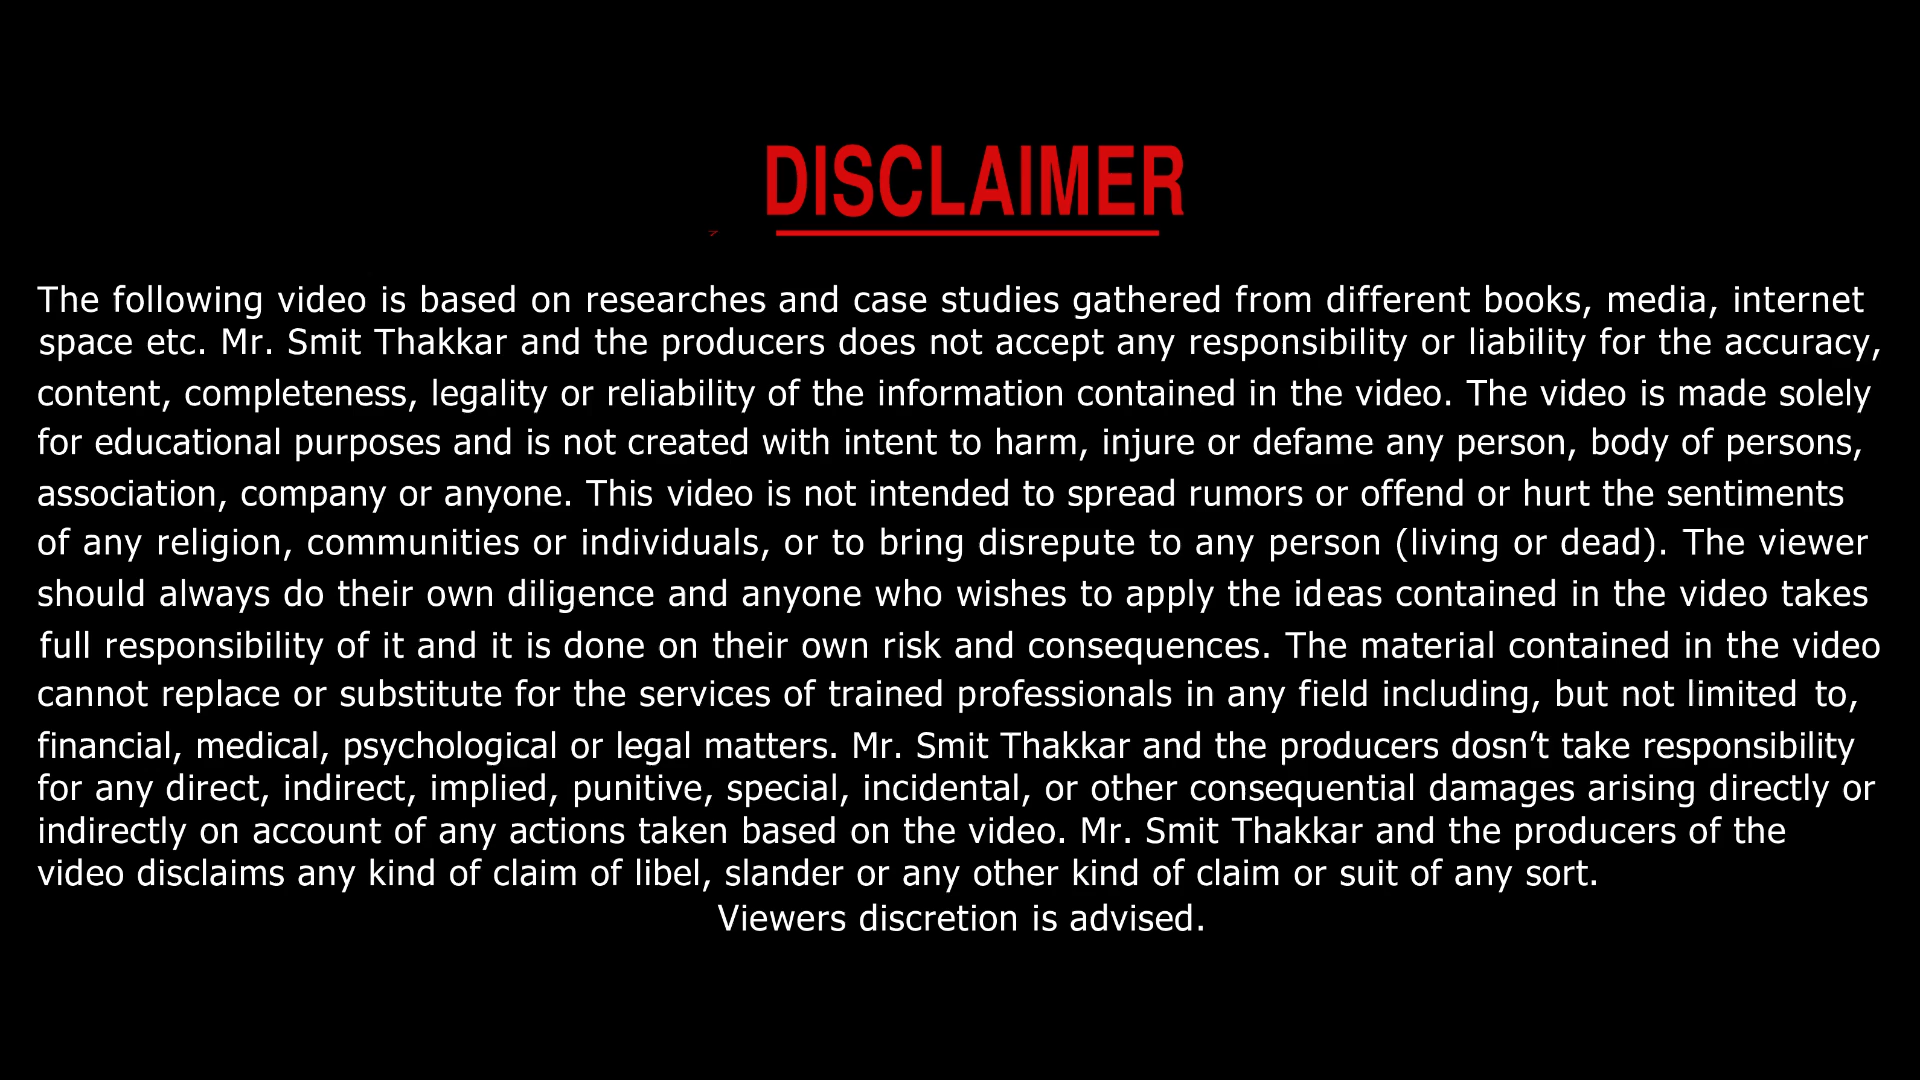 DISCLAIMER
The following video is based on researches and case studies gathered from different books, media, internet
space etc. Mr. Smit Thakkar and the producers does not accept any responsibility or liability for the accuracy,
content, completeness, legality or reliability of the information contained in the video. The video is made solely
for educational purposes and is not created with intent to harm, injure or defame any person, body of persons,
association, company or anyone. This video is not intended to spread rumors or offend or hurt the sentiments
of any religion, communities or individuals, or to bring disrepute to any person (living or dead). The viewer
should always do their own diligence and anyone who wishes to apply the ideas contained in the video takes
full responsibility of it and it is done on their own risk and consequences. The material contained in the video
cannot replace or substitute for the services of trained professionals in any field including, but not limited to,
financial, medical, psychological or legal matters. Mr. Smit Thakkar and the producers dosn’t take responsibility
for any direct, indirect, implied, punitive, special, incidental, or other consequential damages arising directly or
indirectly on account of any actions taken based on the video. Mr. Smit Thakkar and the producers of the
video disclaims any kind of claim of libel, slander or any other kind of claim or suit of any sort.
Viewers discretion is advised.